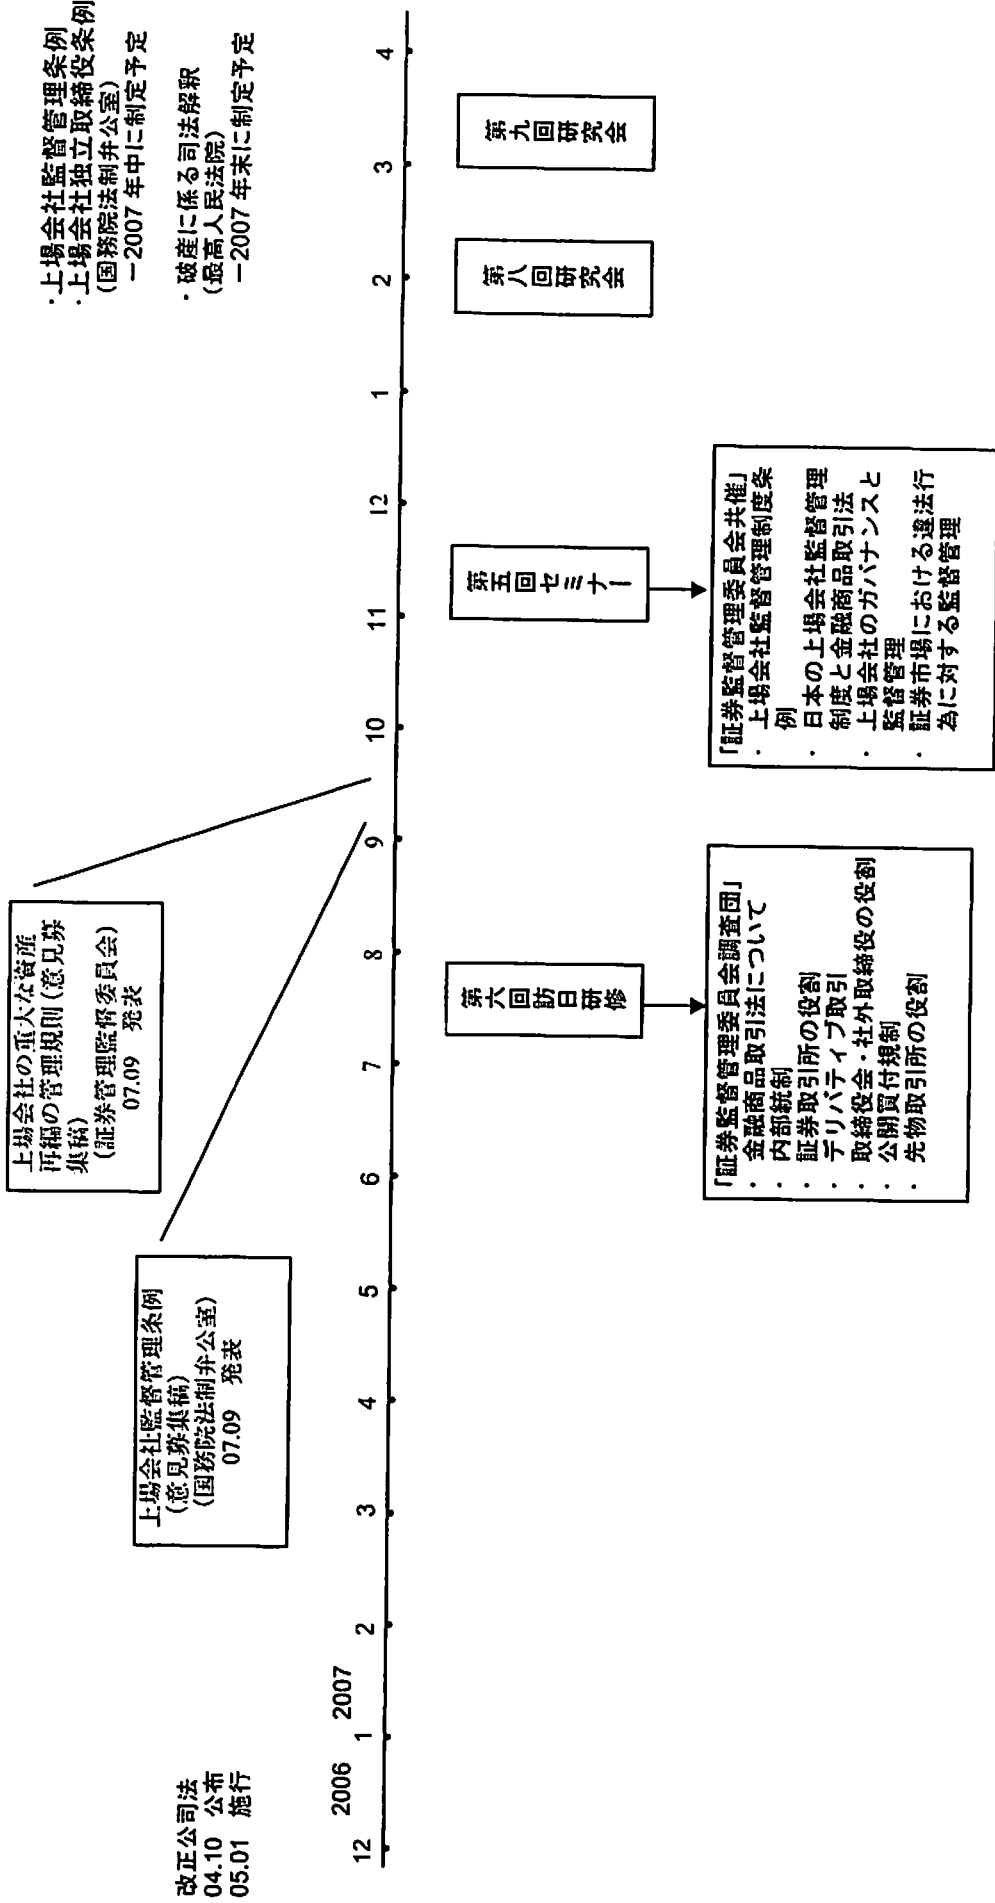 改正公司法
04.10 公布
05.01 施行
上場会社監督管理条例
(意見募集稿)
(国務院法制弁公室)
07.09 発表
上場会社の重大な資産
再編の管理規則(意見募
集稿)
(証券管理監督委員会)
07.09 発表
・上場会社監督管理条例
・上場会社独立取締役条例
(国務院法制弁公室)
－2007年中に制定予定
・破産に係る司法解釈
(最高人民法院)
－2007年末に制定予定
2006 2007
12 1 2 3 4 5 6 7 8 9 10 11 12 1 2 3 4
第六回訪日研修
第五回セミナー
第八回研究会
第九回研究会
「証券監督管理委員会調査団」
・金融商品取引法について
・内部統制
・証券取引所の役割
・デリバティブ取引
・取締役会・社外取締役の役割
・公開買付規制
・先物取引所の役割
「証券監督管理委員会共催」
・上場会社監督管理制度条
例
・日本の上場会社監督管理
制度と金融商品取引法
・上場会社のガバナンスと
監督管理
・証券市場における違法行
為に対する監督管理